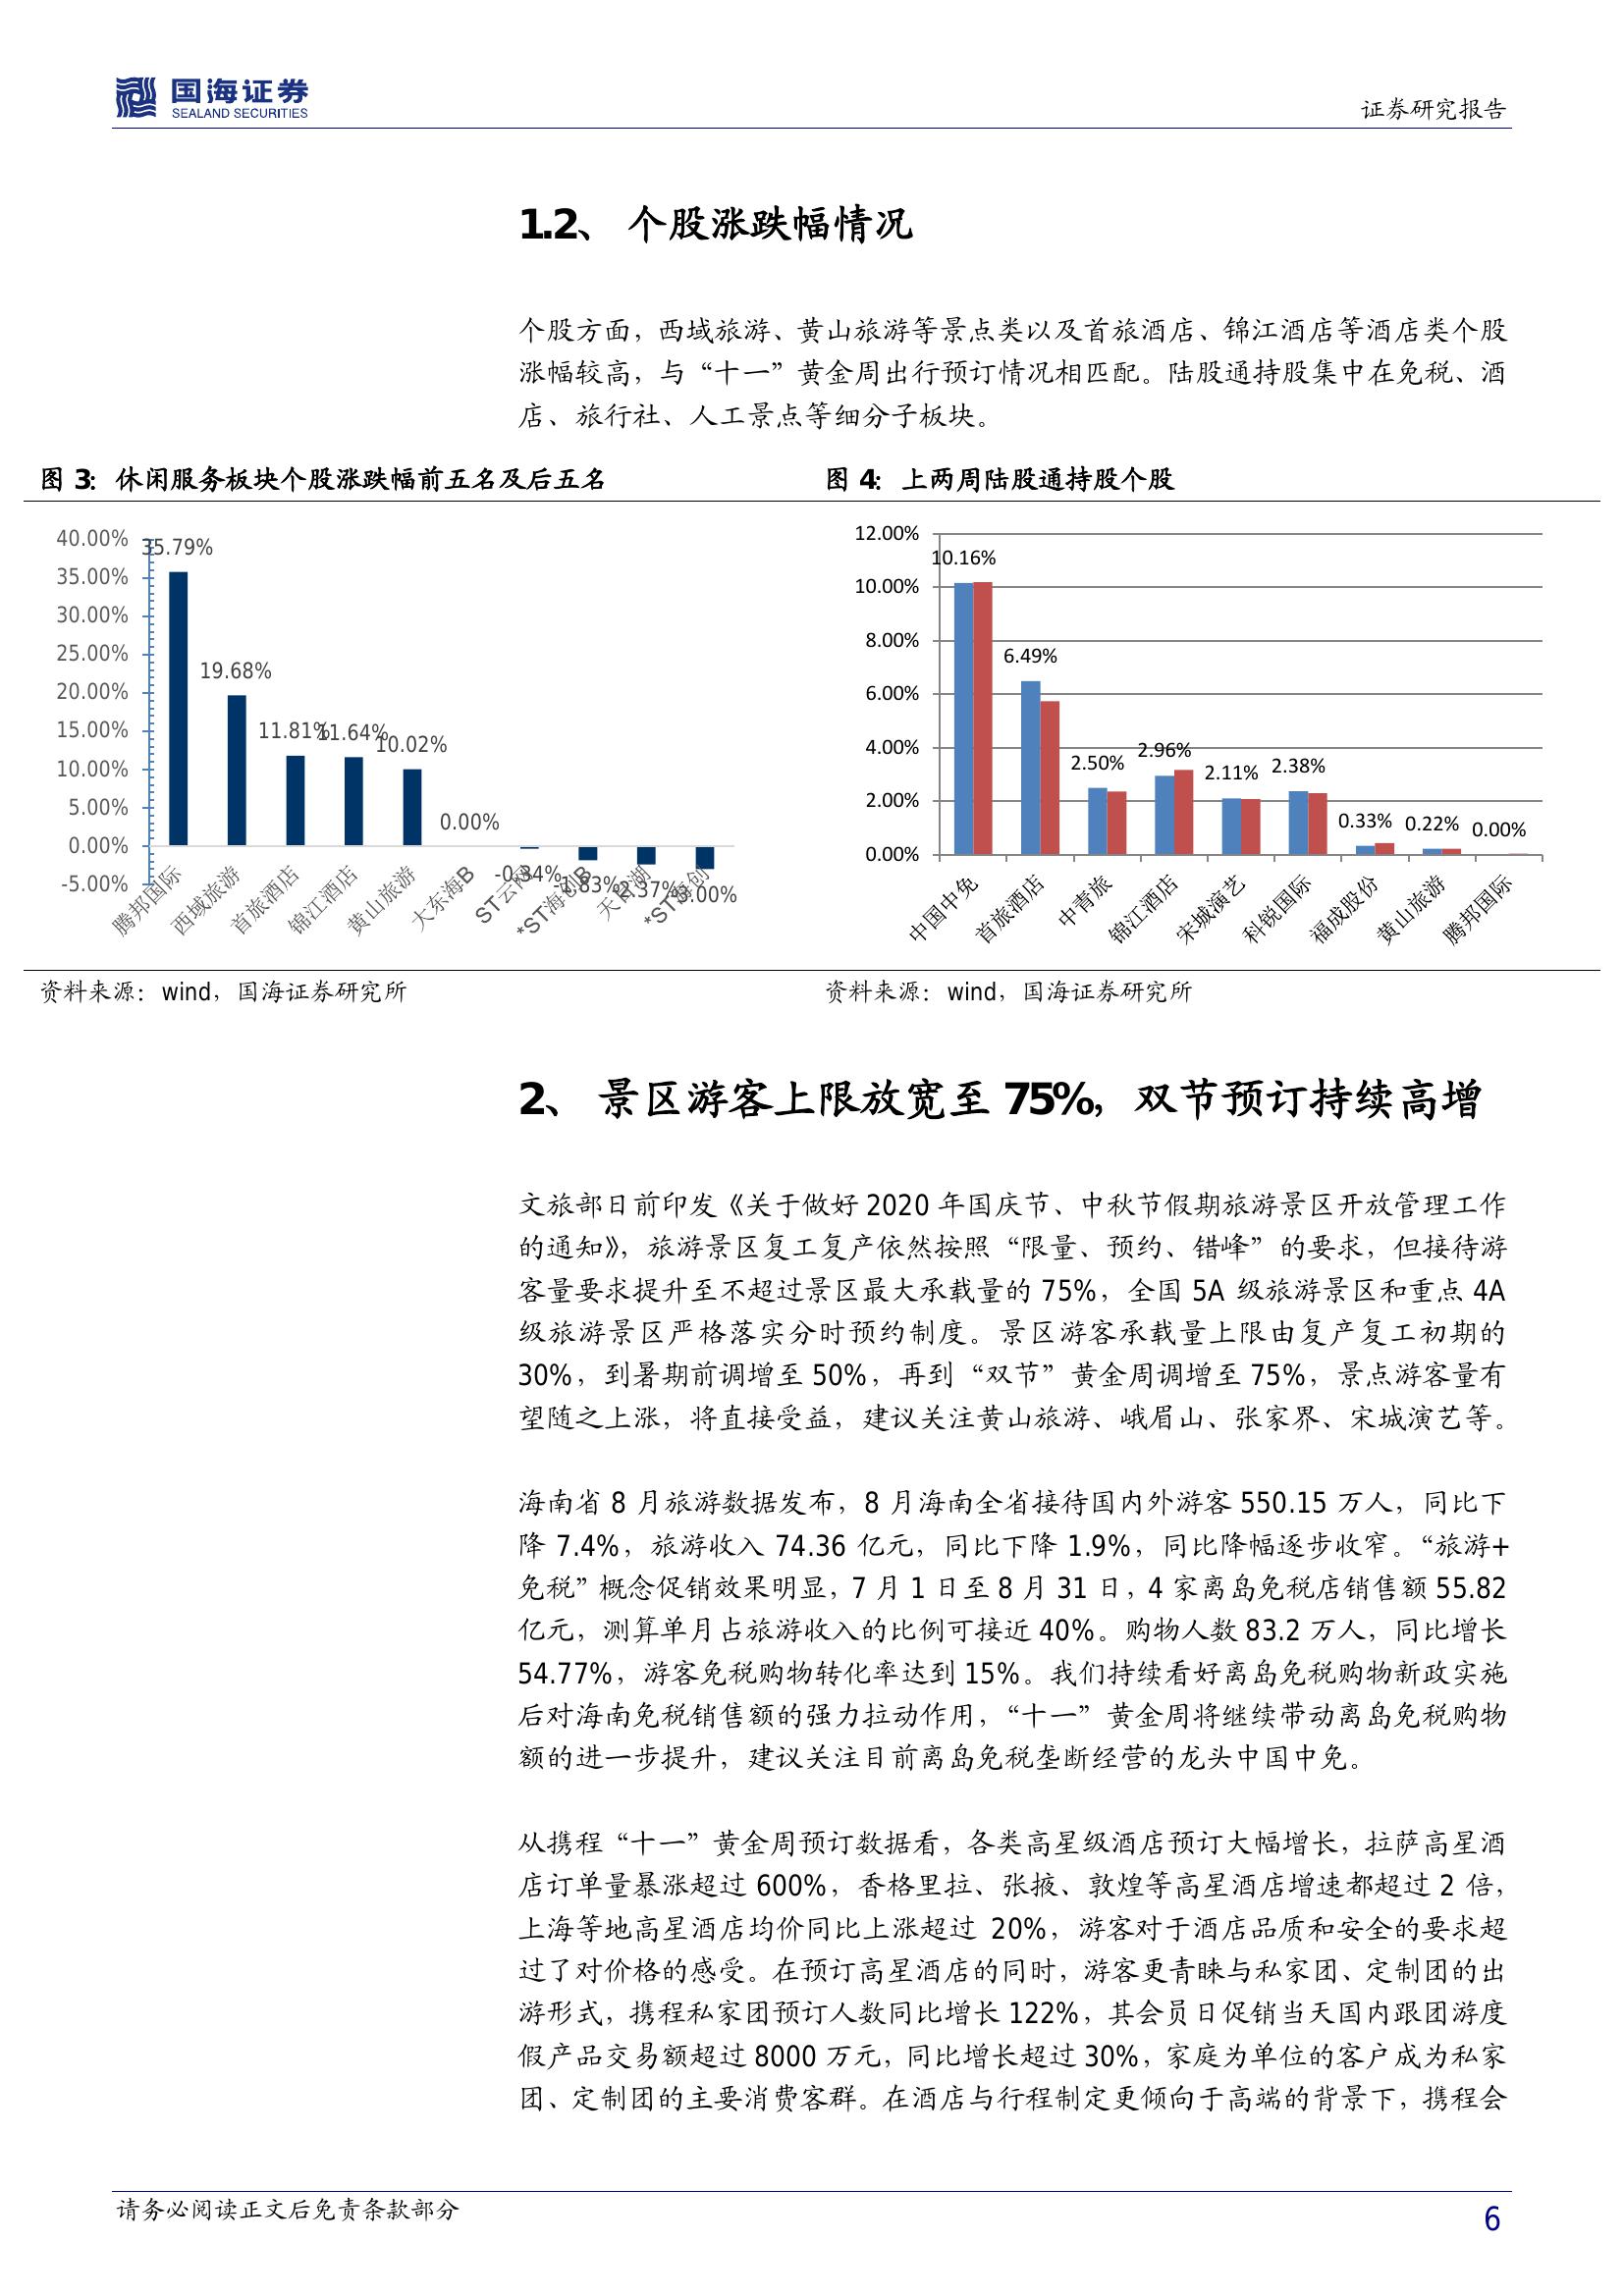 国海证券
SEALAND SECURITIES
证券研究报告
1.2、 个股涨跌幅情况
个股方面，西域旅游、黄山旅游等景点类以及首旅酒店、锦江酒店等酒店类个股
涨幅较高，与“十一”黄金周出行预订情况相匹配。陆股通持股集中在免税、酒
店、旅行社、人工景点等细分子板块。
图 3：休闲服务板块个股涨跌幅前五名及后五名
40.00%
35.00%
30.00%
25.00%
20.00%
15.00%
10.00%
5.00%
0.00%
-5.00%
35.79%
19.68%
11.81%
11.64%
10.02%
0.00%
-0.34%
-1.83%
-2.37%
-3.00%
腾邦国际
西域旅游
首旅酒店
锦江酒店
黄山旅游
大东海B
ST云网
*ST海创B
天目湖
*ST海创
资料来源：wind，国海证券研究所
图 4：上两周陆股通持股个股
12.00%
10.00%
8.00%
6.00%
4.00%
2.00%
0.00%
10.16%
6.49%
2.50%
2.96%
2.11%
2.38%
0.33%
0.22%
0.00%
中国中免
首旅酒店
中青旅
锦江酒店
宋城演艺
科锐国际
福成股份
黄山旅游
腾邦国际
资料来源：wind，国海证券研究所
2、 景区游客上限放宽至 75%，双节预订持续高增
文旅部日前印发《关于做好 2020 年国庆节、中秋节假期旅游景区开放管理工作
的通知》，旅游景区复工复产依然按照“限量、预约、错峰”的要求，但接待游
客量要求提升至不超过景区最大承载量的 75%，全国 5A 级旅游景区和重点 4A
级旅游景区严格落实分时预约制度。景区游客承载量上限由复产复工初期的
30%，到暑期前调增至 50%，再到“双节”黄金周调增至 75%，景点游客量有
望随之上涨，将直接受益，建议关注黄山旅游、峨眉山、张家界、宋城演艺等。
海南省 8 月旅游数据发布，8 月海南全省接待国内外游客 550.15 万人，同比下
降 7.4%，旅游收入 74.36 亿元，同比下降 1.9%，同比降幅逐步收窄。“旅游+
免税”概念促销效果明显，7 月 1 日至 8 月 31 日，4 家离岛免税店销售额 55.82
亿元，测算单月占旅游收入的比例可接近 40%。购物人数 83.2 万人，同比增长
54.77%，游客免税购物转化率达到 15%。我们持续看好离岛免税购物新政实施
后对海南免税销售额的强力拉动作用，“十一”黄金周将继续带动离岛免税购物
额的进一步提升，建议关注目前离岛免税垄断经营的龙头中国中免。
从携程“十一”黄金周预订数据看，各类高星级酒店预订大幅增长，拉萨高星酒
店订单量暴涨超过 600%，香格里拉、张掖、敦煌等高星酒店增速都超过 2 倍，
上海等地高星酒店均价同比上涨超过 20%，游客对于酒店品质和安全的要求超
过了对价格的感受。在预订高星酒店的同时，游客更青睐与私家团、定制团的出
游形式，携程私家团预订人数同比增长 122%，其会员日促销当天国内跟团游度
假产品交易额超过 8000 万元，同比增长超过 30%，家庭为单位的客户成为私家
团、定制团的主要消费客群。在酒店与行程制定更倾向于高端的背景下，携程会
请务必阅读正文后免责条款部分
6